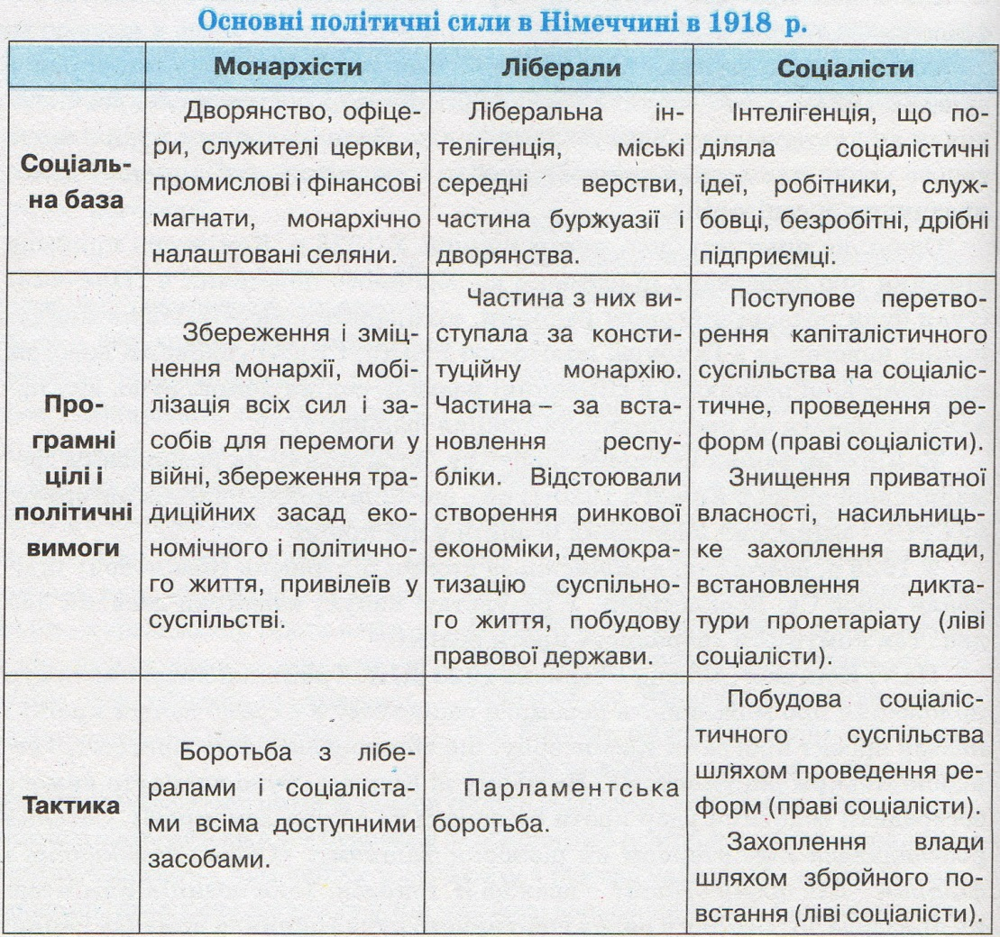 Основні політичні сили в Німеччині в 1918 р.
Монархісти
Ліберали
Соціалісти
Соціаль-
на база
Дворянство, офіце-
ри, служителі церкви,
промислові і фінансові
магнати, монархічно
налаштовані селяни.
Ліберальна ін-
телігенція, міські
середні верстви,
частина буржуазії і
дворянства.
Інтелігенція, що по-
діляла соціалістичні
ідеї, робітники, служ-
бовці, безробітні, дрібні
підприємці.
Про-
грамні
цілі і
політичні
вимоги
Збереження і зміц-
нення монархії, мобі-
лізація всіх сил і за-
собів для перемоги у
війні, збереження тра-
диційних засад еко-
номічного і політично-
го життя, привілеїв у
суспільстві.
Частина з них ви-
ступала за консти-
туційну монархію.
Частина – за вста-
новлення респу-
бліки. Відстоювали
створення ринкової
економіки, демокра-
тизацію суспільно-
го життя, побудову
правової держави.
Поступове перетво-
рення капіталістичного
суспільства на соціаліс-
тичне, проведення ре-
форм (праві соціалісти).
Знищення приватної
власності, насильниць-
ке захоплення влади,
встановлення дикта-
тури пролетаріату (ліві
соціалісти).
Тактика
Боротьба з лібе-
ралами і соціаліста-
ми всіма доступними
засобами.
Парламентська
боротьба.
Побудова соціаліс-
тичного суспільства
шляхом проведення ре-
форм (праві соціалісти).
Захоплення влади
шляхом збройного по-
встання (ліві соціалісти).